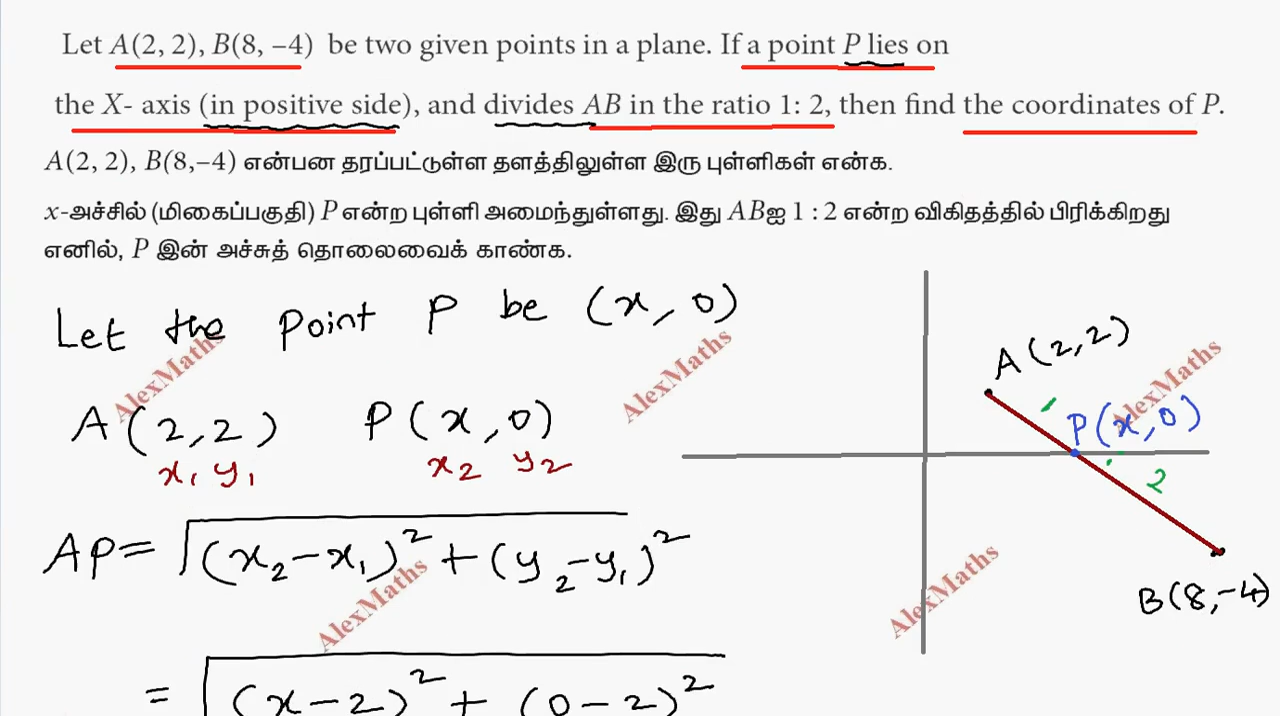 Let A(2, 2), B(8, –4) be two given points in a plane. If a point P lies on
the X- axis (in positive side), and divides AB in the ratio 1: 2, then find the coordinates of P.
A(2, 2), B(8,–4) என்பன தரப்பட்டுள்ள தளத்திலுள்ள இரு புள்ளிகள் என்க.
x-அச்சில் (மிகைப்பகுதி) P என்ற புள்ளி அமைந்துள்ளது. இது ABஐ 1 : 2 என்ற விகிதத்தில் பிரிக்கிறது
எனில், P இன் அச்சுத் தொலைவைக் காண்க.
Let the Point P be (x, 0)
AlexMaths
AlexMaths
A(2,2)
AlexMaths
A(2,2) P(x,0)
x₁ y₁ x₂ y₂
1
P(x,0)
2
AP= √(x₂-x₁)²+(y₂-y₁)²
AlexMaths
AlexMaths
B(8,-4)
= √(x-2)²+(0-2)²